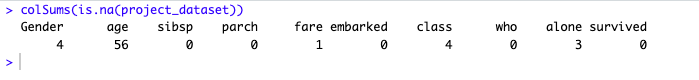 > colSums(is.na(project_dataset))
Gender age sibsp parch fare embarked class who alone survived
4 56 0 0 1 0 4 0 3 0
>